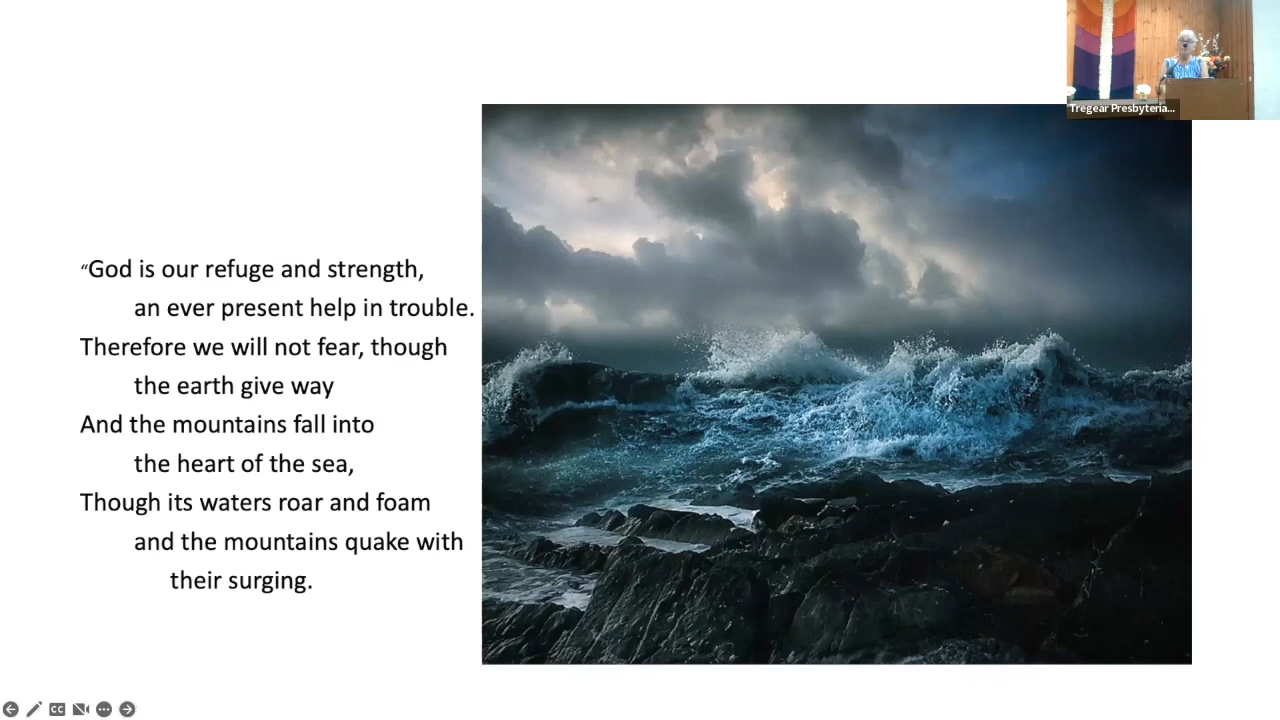 Tregear Presbyteria...
“God is our refuge and strength,
an ever present help in trouble.
Therefore we will not fear, though
the earth give way
And the mountains fall into
the heart of the sea,
Though its waters roar and foam
and the mountains quake with
their surging.
CC